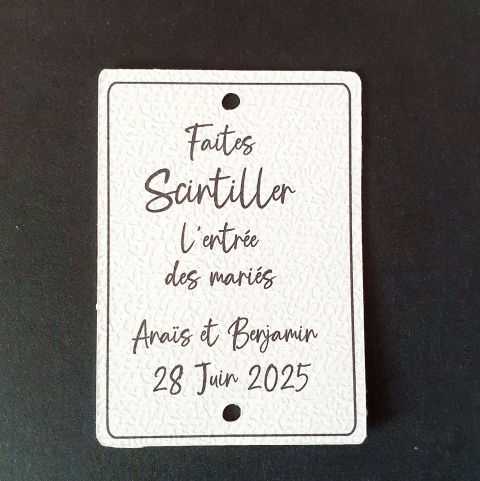 Faites
Scintiller
l'entrée
des mariés
Anaïs et Benjamin
28 Juin 2025